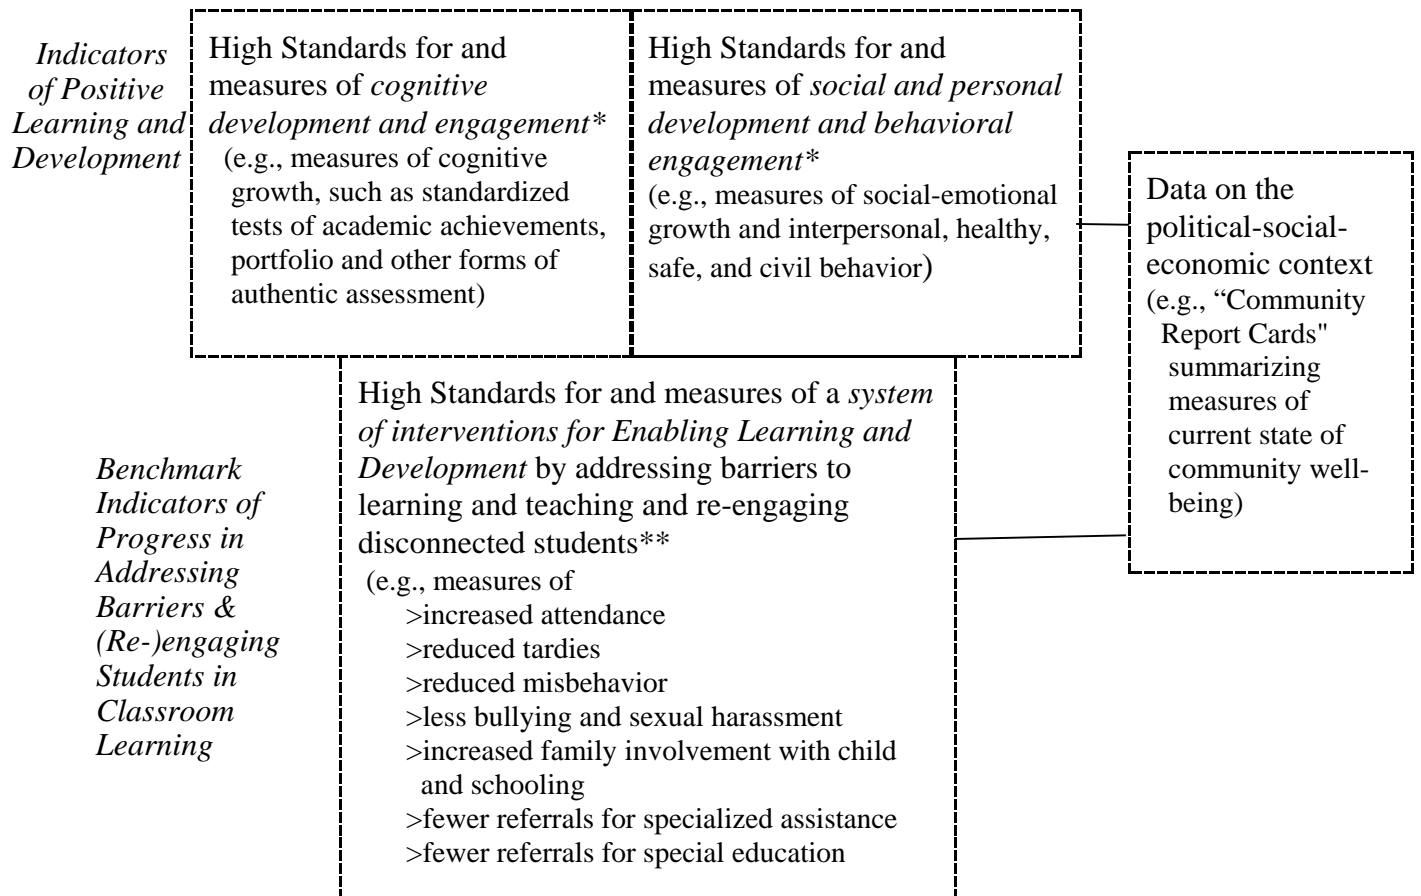 Indicators
of Positive
Learning and
Development
High Standards for and
measures of cognitive
development and engagement*
(e.g., measures of cognitive
growth, such as standardized
tests of academic achievements,
portfolio and other forms of
authentic assessment)
High Standards for and
measures of social and personal
development and behavioral
engagement*
(e.g., measures of social-emotional
growth and interpersonal, healthy,
safe, and civil behavior)
Data on the
political-social-
economic context
(e.g., “Community
Report Cards"
summarizing
measures of
current state of
community well-
being)
Benchmark
Indicators of
Progress in
Addressing
Barriers &
(Re-)engaging
Students in
Classroom
Learning
High Standards for and measures of a system
of interventions for Enabling Learning and
Development by addressing barriers to
learning and teaching and re-engaging
disconnected students**
(e.g., measures of
>increased attendance
>reduced tardies
>reduced misbehavior
>less bullying and sexual harassment
>increased family involvement with child
and schooling
>fewer referrals for specialized assistance
>fewer referrals for special education